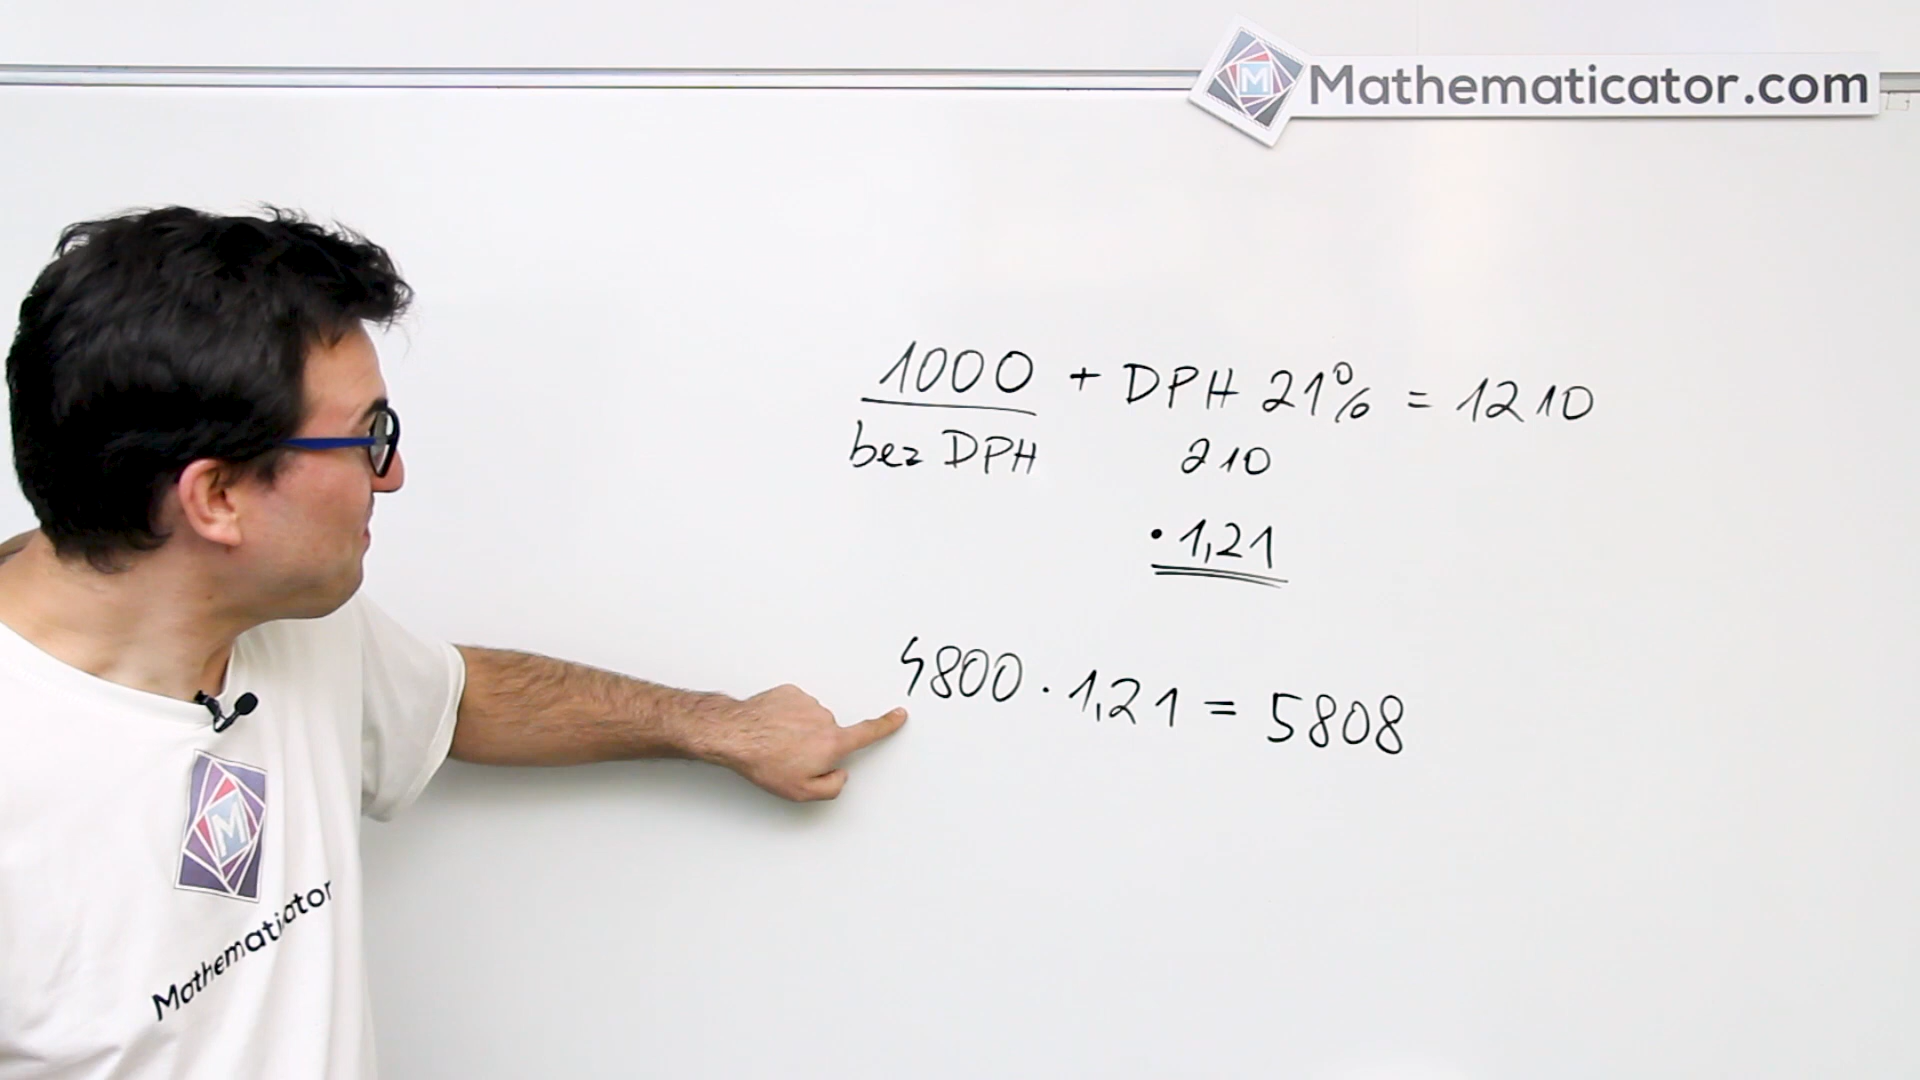 M Mathematicator.com
1000 + DPH 21% = 1210
bez DPH 210
· 1,21
4800 · 1,21 = 5808
M
Mathematicator